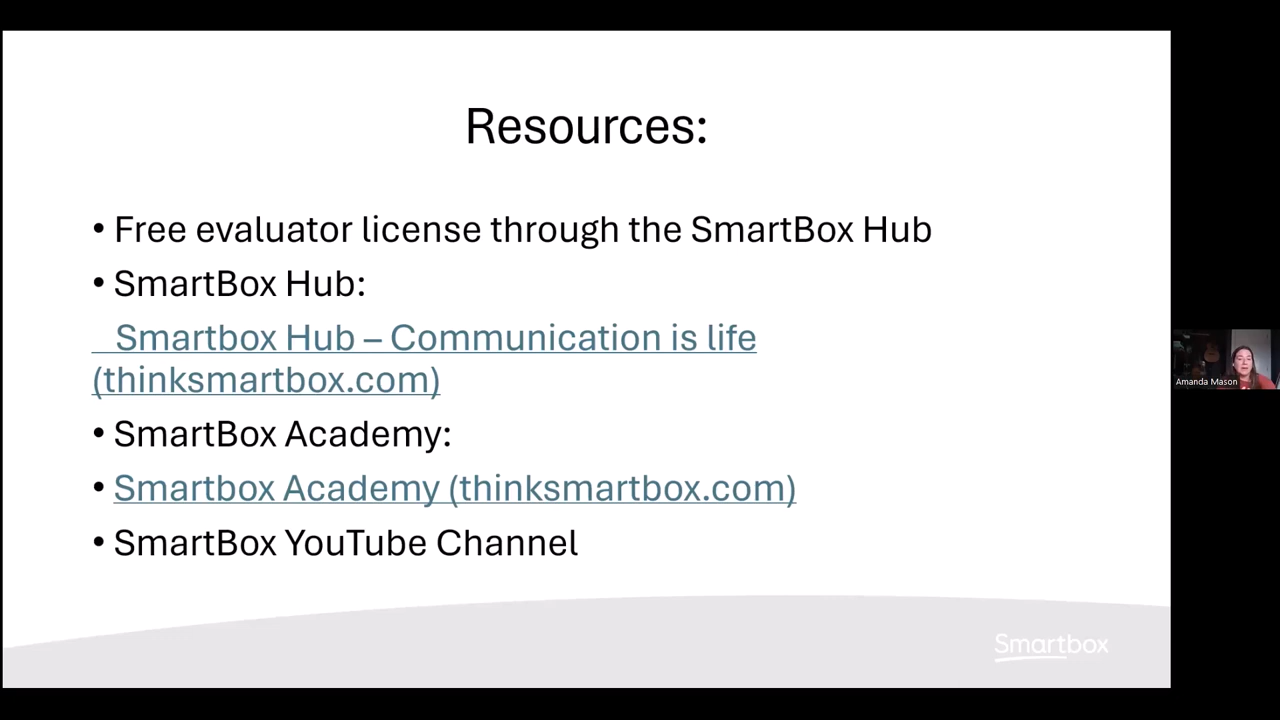 Resources:
• Free evaluator license through the SmartBox Hub
• SmartBox Hub:
Smartbox Hub – Communication is life
(thinksmartbox.com)
• SmartBox Academy:
• Smartbox Academy (thinksmartbox.com)
• SmartBox YouTube Channel
Smartbox
Amanda Mason